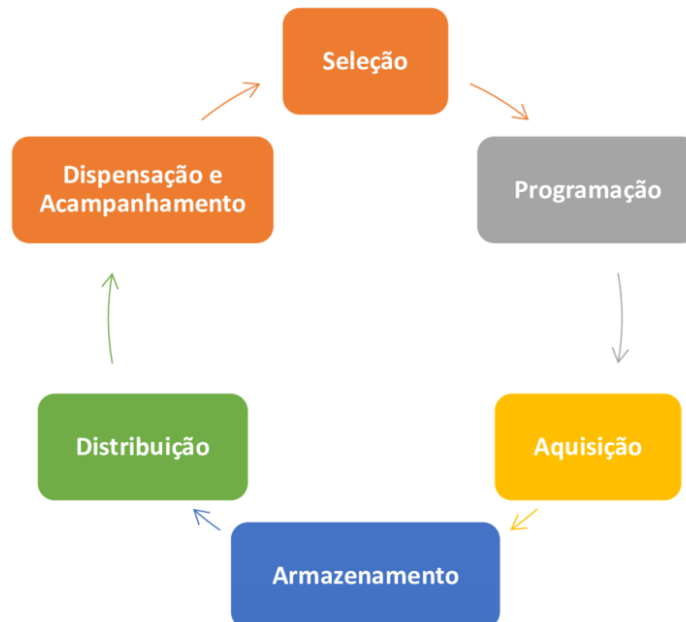 Seleção
Programação
Aquisição
Armazenamento
Distribuição
Dispensação e
Acampanhamento